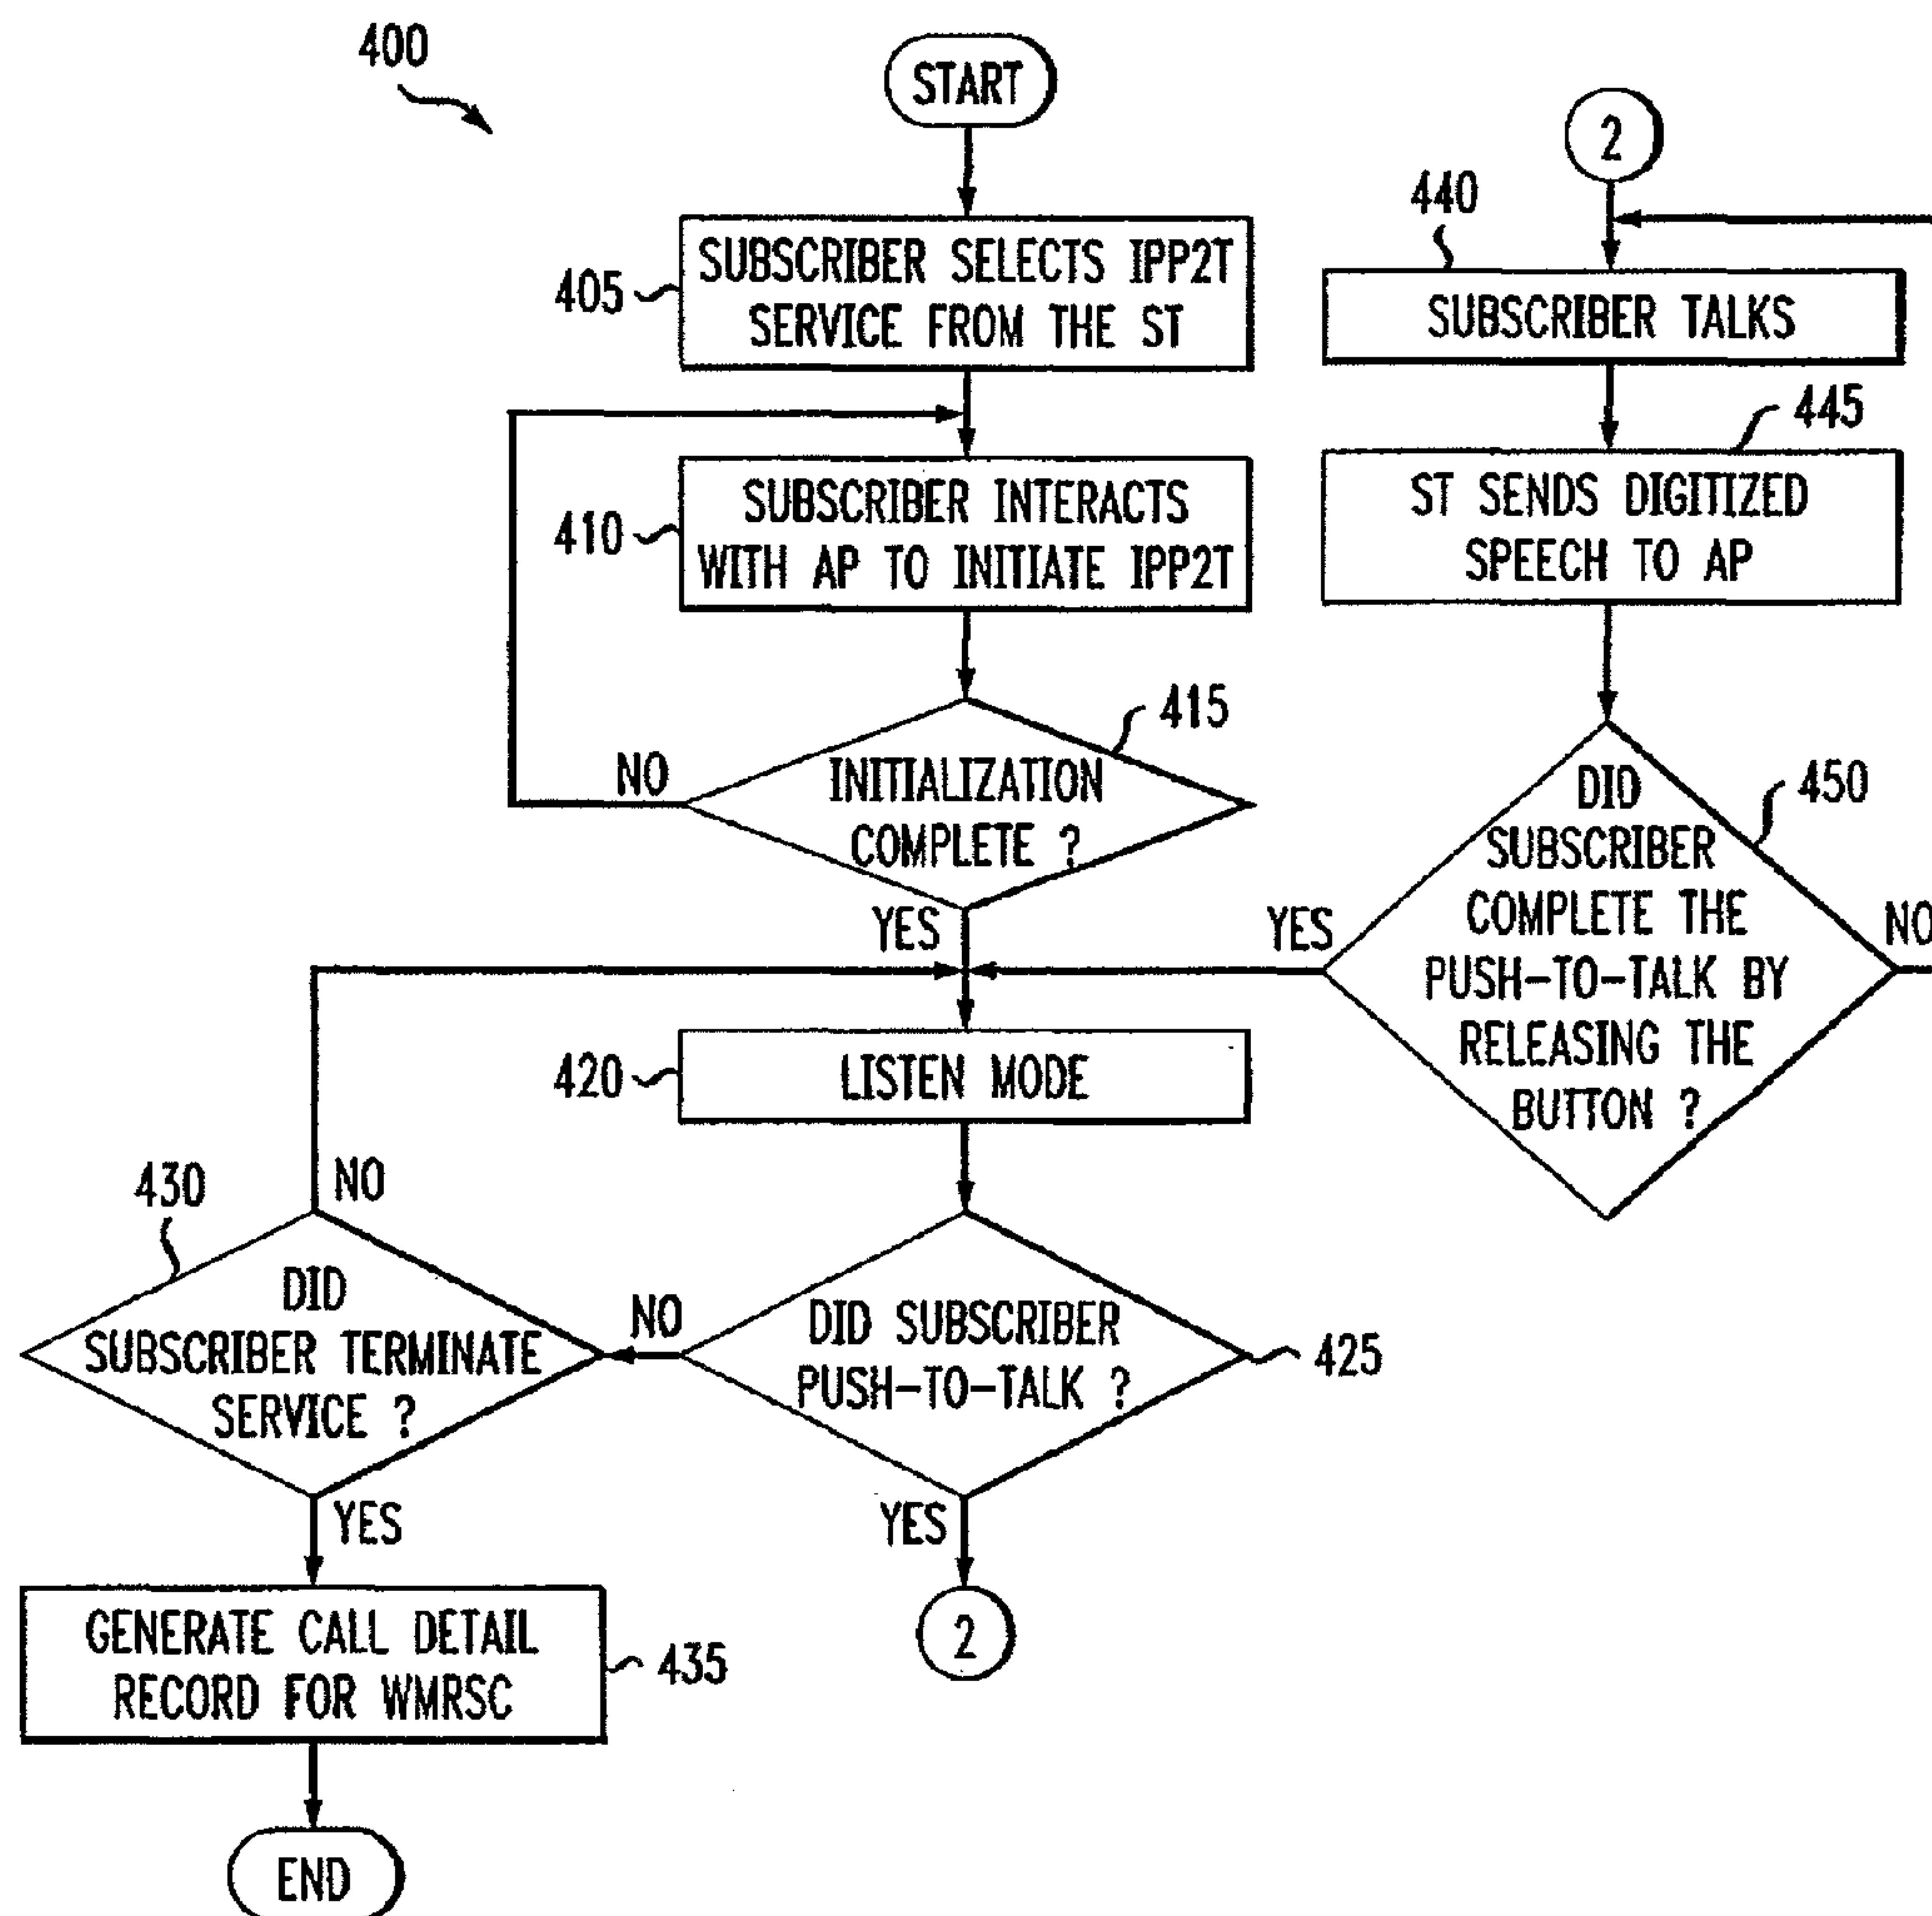 400
START
405
SUBSCRIBER SELECTS IPP2T
SERVICE FROM THE ST
410
SUBSCRIBER INTERACTS
WITH AP TO INITIATE IPP2T
415
INITIALIZATION
COMPLETE ?
NO
YES
420
LISTEN MODE
425
DID SUBSCRIBER
PUSH-TO-TALK ?
NO
YES
2
430
DID
SUBSCRIBER TERMINATE
SERVICE ?
NO
YES
GENERATE CALL DETAIL
RECORD FOR WMRSC
435
END
2
440
SUBSCRIBER TALKS
445
ST SENDS DIGITIZED
SPEECH TO AP
450
DID
SUBSCRIBER
COMPLETE THE
PUSH-TO-TALK BY
RELEASING THE
BUTTON ?
YES
NO